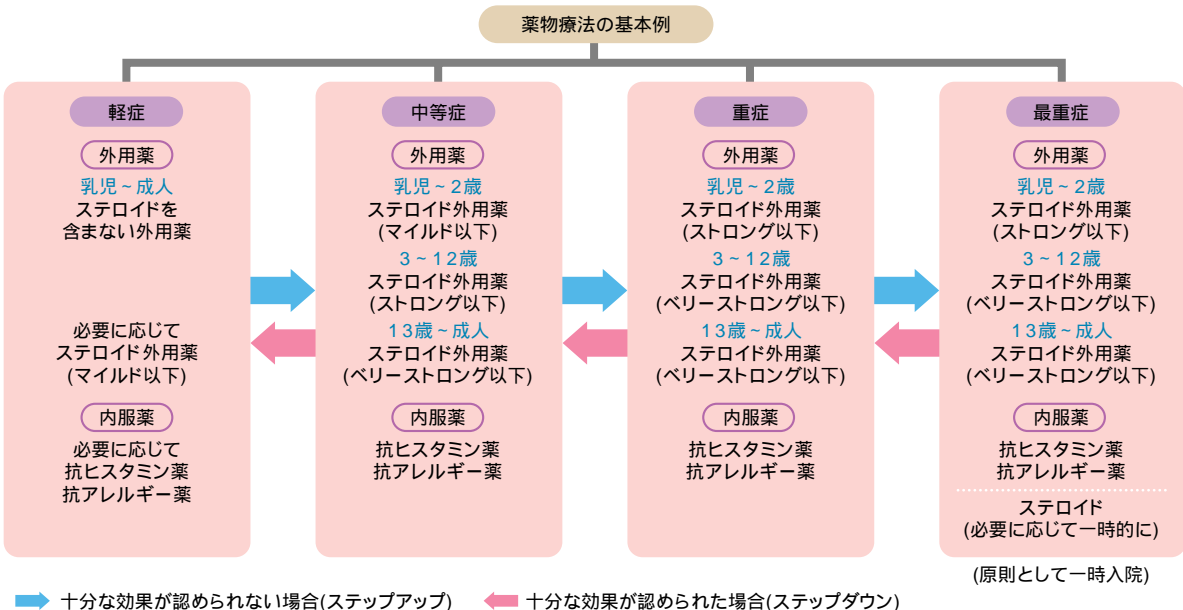 薬物療法の基本例
軽症
外用薬
乳児~成人
ステロイドを
含まない外用薬
必要に応じて
ステロイド外用薬
(マイルド以下)
内服薬
必要に応じて
抗ヒスタミン薬
抗アレルギー薬
中等症
外用薬
乳児~2歳
ステロイド外用薬
(マイルド以下)
3~12歳
ステロイド外用薬
(ストロング以下)
13歳~成人
ステロイド外用薬
(ベリーストロング以下)
内服薬
抗ヒスタミン薬
抗アレルギー薬
重症
外用薬
乳児~2歳
ステロイド外用薬
(ストロング以下)
3~12歳
ステロイド外用薬
(ベリーストロング以下)
13歳~成人
ステロイド外用薬
(ベリーストロング以下)
内服薬
抗ヒスタミン薬
抗アレルギー薬
最重症
外用薬
乳児~2歳
ステロイド外用薬
(ストロング以下)
3~12歳
ステロイド外用薬
(ベリーストロング以下)
13歳~成人
ステロイド外用薬
(ベリーストロング以下)
内服薬
抗ヒスタミン薬
抗アレルギー薬
ステロイド
(必要に応じて一時的に)
(原則として一時入院)
十分な効果が認められない場合(ステップアップ)
十分な効果が認められた場合(ステップダウン)